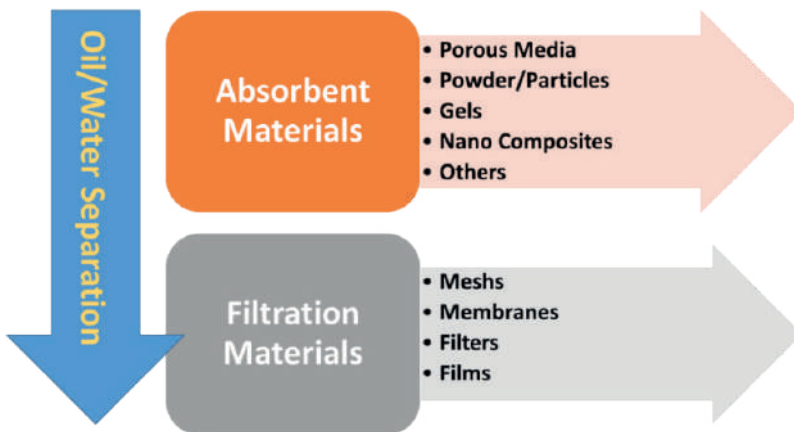 Oil/Water Separation
Absorbent
Materials
• Porous Media
• Powder/Particles
• Gels
• Nano Composites
• Others
Filtration
Materials
• Meshs
• Membranes
• Filters
• Films